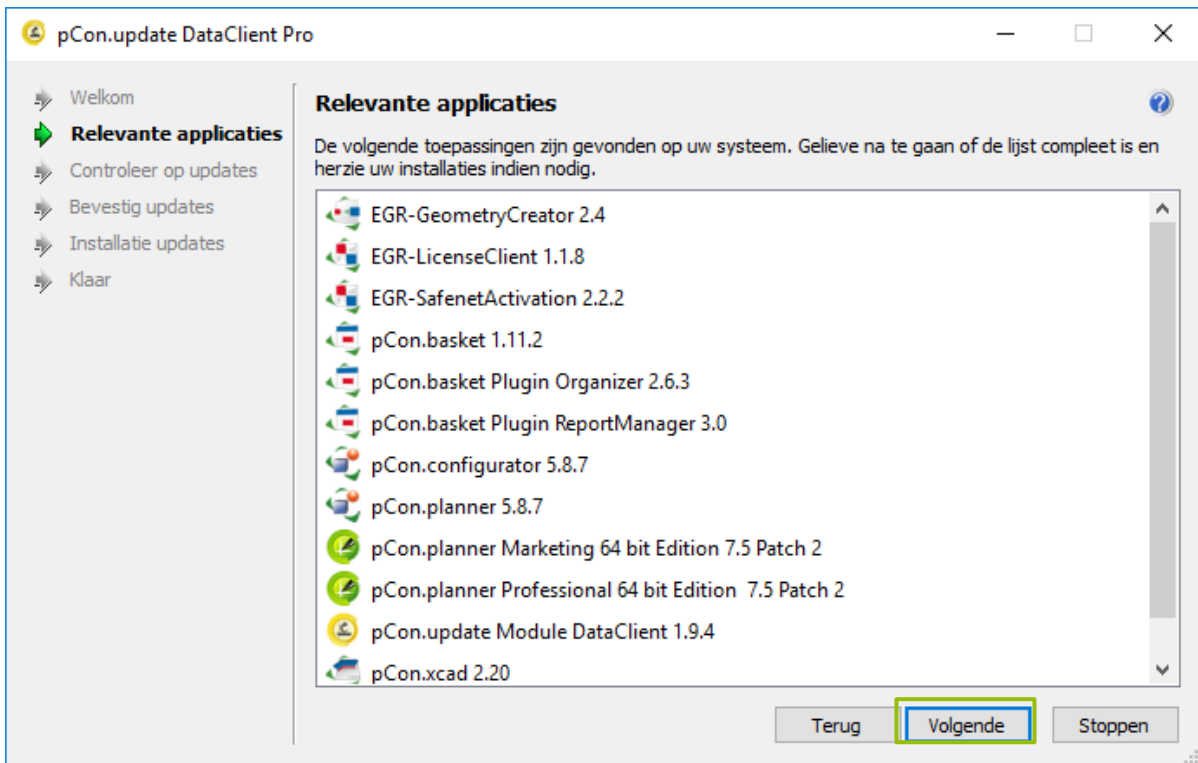 pCon.update DataClient Pro
Welkom
Relevante applicaties
Controleer op updates
Bevestig updates
Installatie updates
Klaar
Relevante applicaties
De volgende toepassingen zijn gevonden op uw systeem. Gelieve na te gaan of de lijst compleet is en
herzie uw installaties indien nodig.
EGR-GeometryCreator 2.4
EGR-LicenseClient 1.1.8
EGR-SafenetActivation 2.2.2
pCon.basket 1.11.2
pCon.basket Plugin Organizer 2.6.3
pCon.basket Plugin ReportManager 3.0
pCon.configurator 5.8.7
pCon.planner 5.8.7
pCon.planner Marketing 64 bit Edition 7.5 Patch 2
pCon.planner Professional 64 bit Edition  7.5 Patch 2
pCon.update Module DataClient 1.9.4
pCon.xcad 2.20
Terug
Volgende
Stoppen